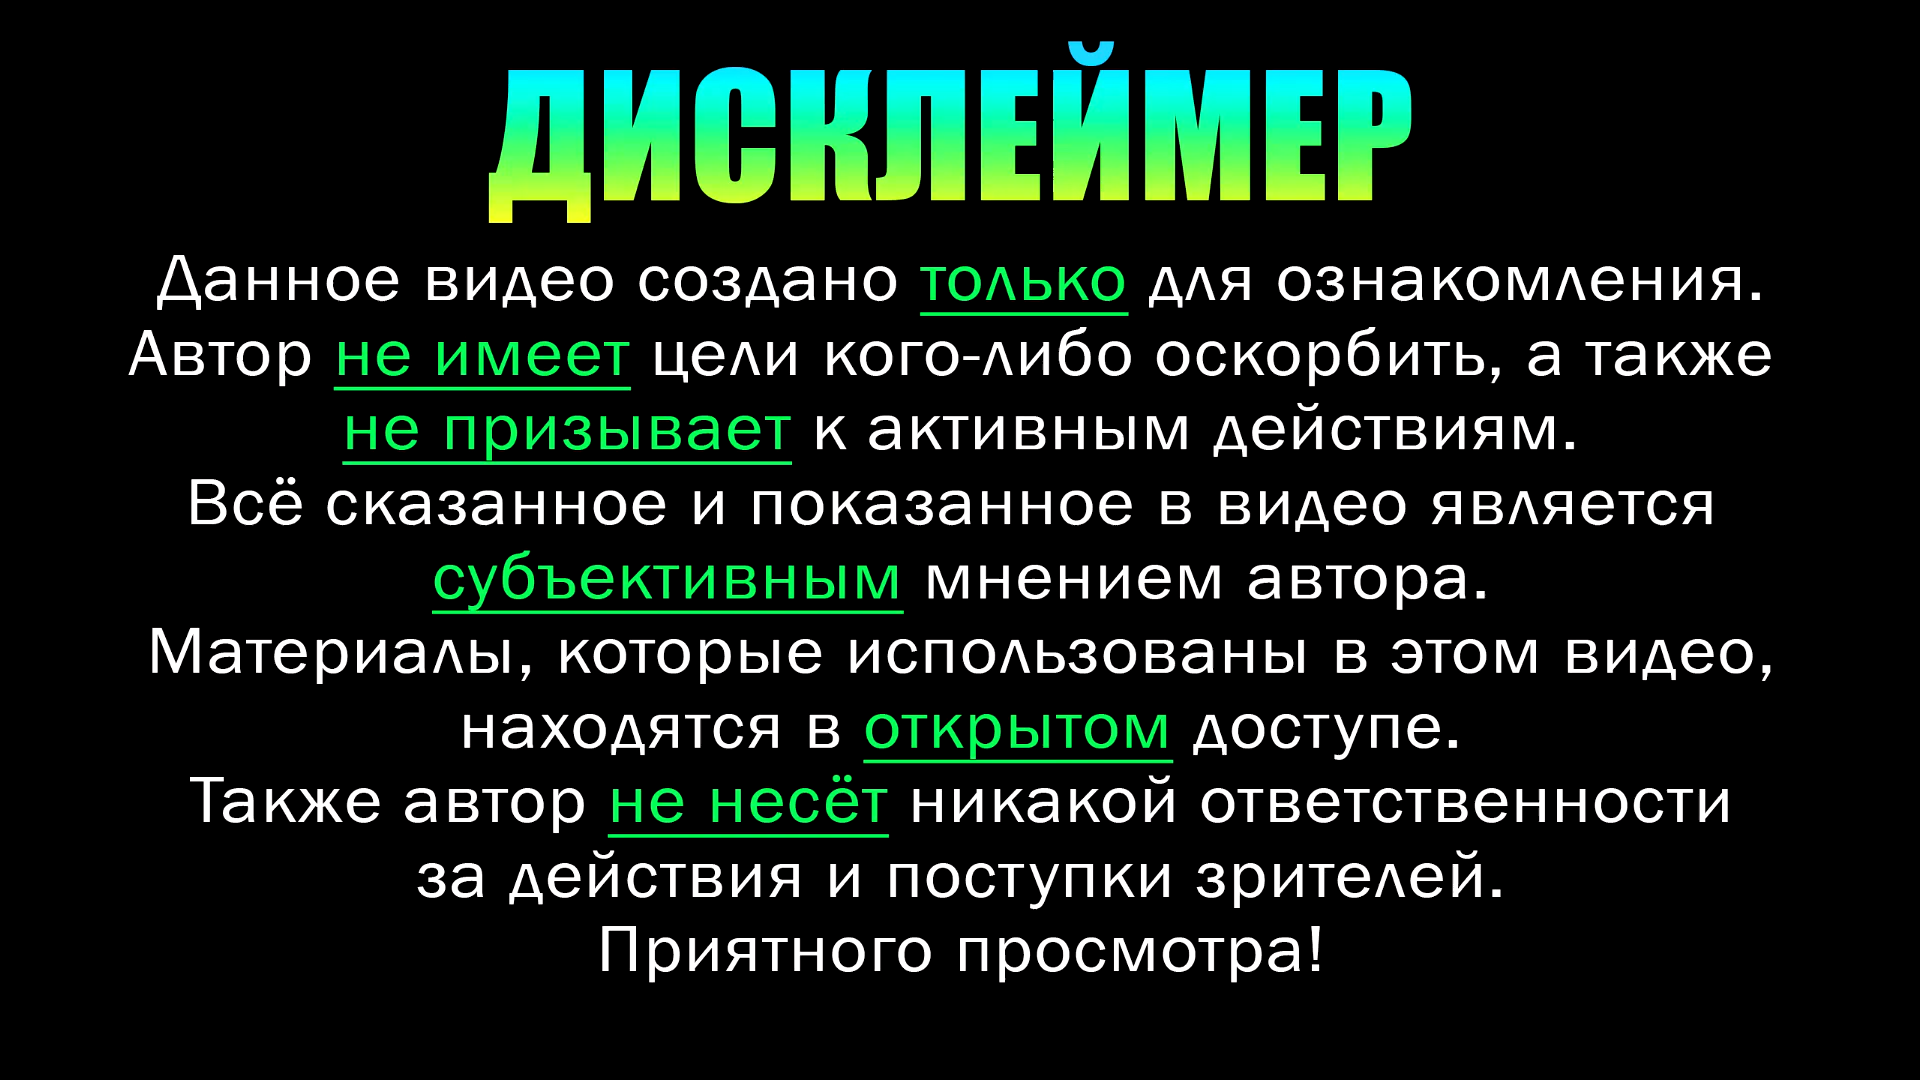 ДИСКЛЕЙМЕР
Данное видео создано только для ознакомления.
Автор не имеет цели кого-либо оскорбить, а также
не призывает к активным действиям.
Всё сказанное и показанное в видео является
субъективным мнением автора.
Материалы, которые использованы в этом видео,
находятся в открытом доступе.
Также автор не несёт никакой ответственности
за действия и поступки зрителей.
Приятного просмотра!